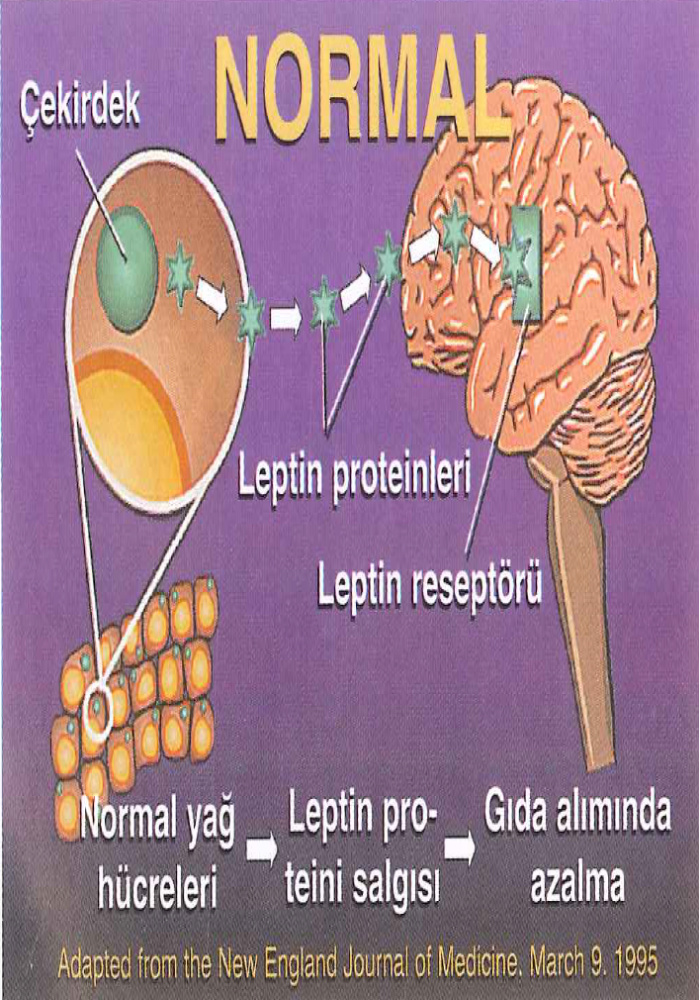 NORMAL
Çekirdek
Leptin proteinleri
Leptin reseptörü
Normal yağ
hücreleri
Leptin pro-
teini salgısı
Gıda alımında
azalma
Adapted from the New England Journal of Medicine. March 9. 1995